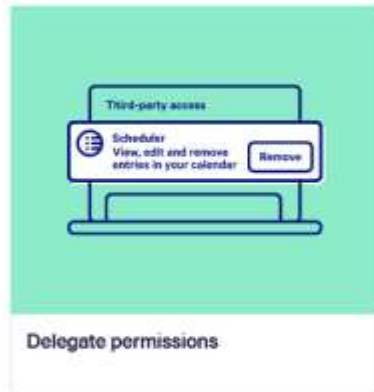 Third-party access
Scheduler
View, edit and remove
entries in your calendar
Remove
Delegate permissions